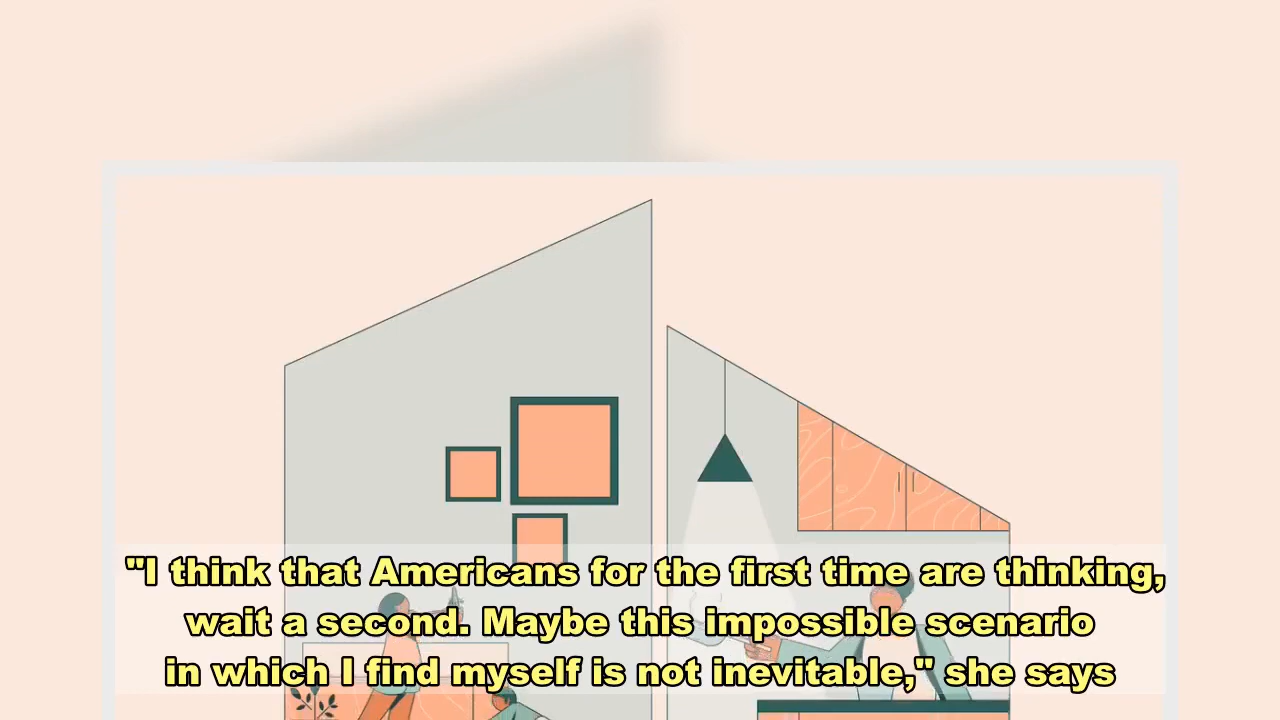 "I think that Americans for the first time are thinking,
wait a second. Maybe this impossible scenario
in which I find myself is not inevitable," she says